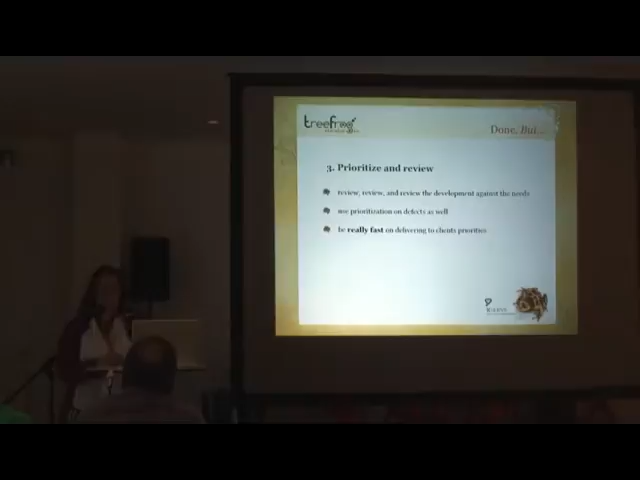 treefrog
Done. But...
3. Prioritize and review
review, review, and review the development against the needs
use prioritization on defects as well
be really fast on delivering to clients priorities